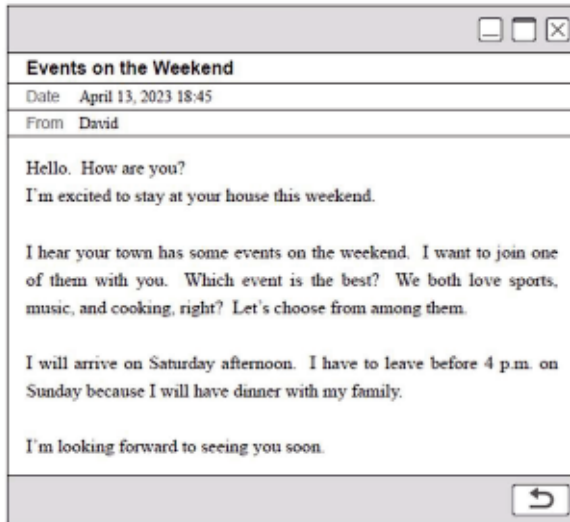 Events on the Weekend
Date April 13, 2023 18:45
From David
Hello. How are you?
I'm excited to stay at your house this weekend.
I hear your town has some events on the weekend. I want to join one
of them with you. Which event is the best? We both love sports,
music, and cooking, right? Let's choose from among them.
I will arrive on Saturday afternoon. I have to leave before 4 p.m. on
Sunday because I will have dinner with my family.
I'm looking forward to seeing you soon.